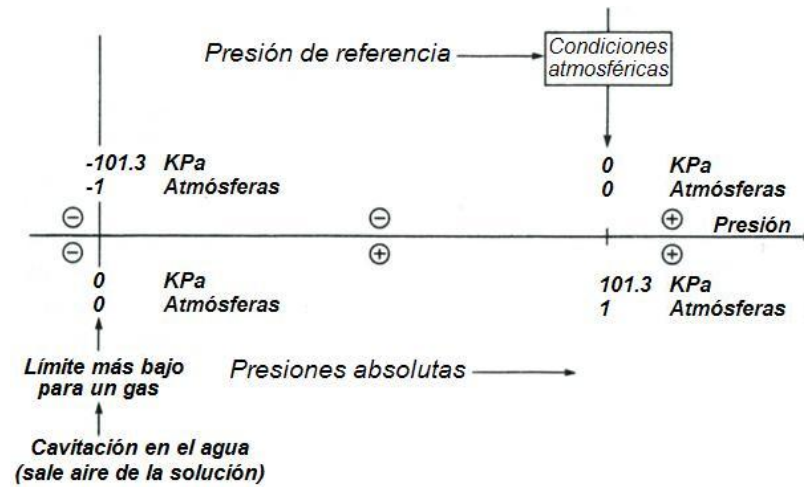 Presión de referencia
Condiciones
atmosféricas
-101.3 KPa
-1 Atmósferas
0 KPa
0 Atmósferas
− − +
Presión
− + +
0 KPa
0 Atmósferas
101.3 KPa
1 Atmósferas
Límite más bajo
para un gas
Presiones absolutas
Cavitación en el agua
(sale aire de la solución)